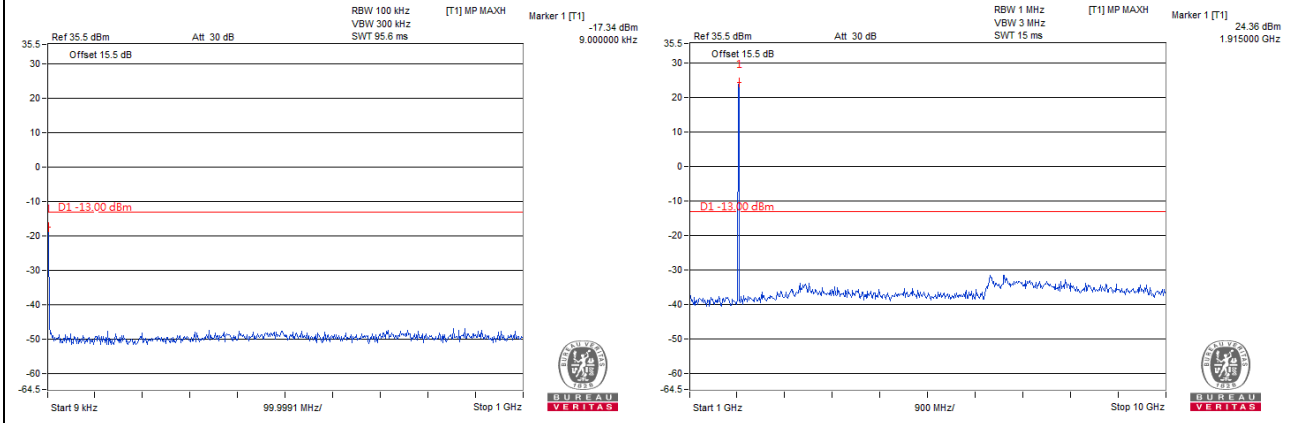 RBW 100 kHz [T1] MP MAXH Marker 1 [T1]
VBW 300 kHz -17.34 dBm
Ref 35.5 dBm Att 30 dB SWT 95.6 ms 9.000000 kHz
35.5
Offset 15.5 dB
30
20
10
0
-10
D1 -13.00 dBm
1
-20
-30
-40
-50
-60
-64.5
Start 9 kHz 99.9991 MHz/ Stop 1 GHz
BUREAU VERITAS
1828
BUREAU
VERITAS
RBW 1 MHz [T1] MP MAXH Marker 1 [T1]
VBW 3 MHz 24.36 dBm
Ref 35.5 dBm Att 30 dB SWT 15 ms 1.915000 GHz
35.5
Offset 15.5 dB
1
30
20
10
0
-10
D1 -13.00 dBm
-20
-30
-40
-50
-60
-64.5
Start 1 GHz 900 MHz/ Stop 10 GHz
BUREAU VERITAS
1828
BUREAU
VERITAS